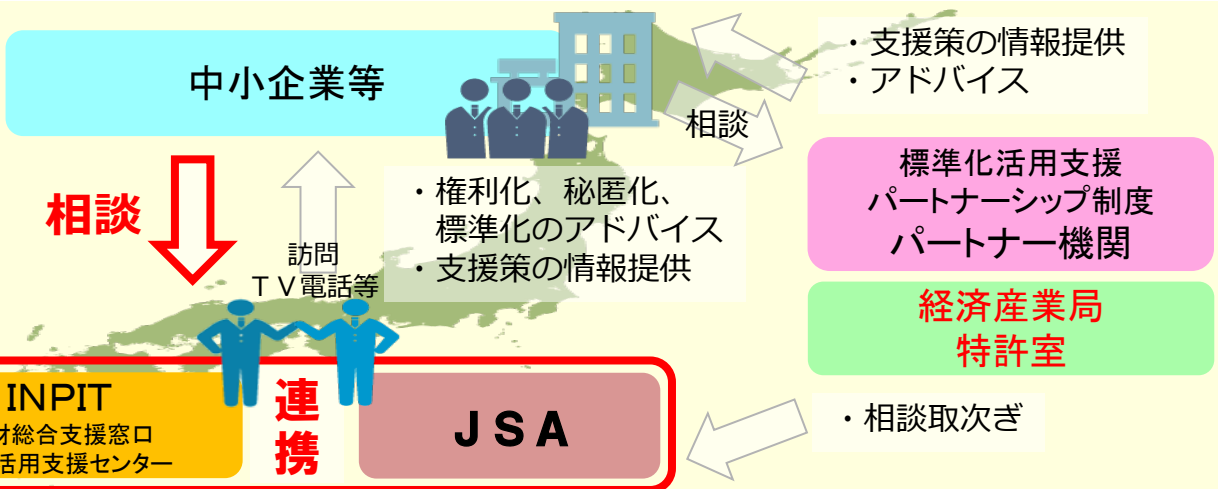 中小企業等
・支援策の情報提供
・アドバイス
相談
相談
訪問
ＴＶ電話等
・権利化、秘匿化、
標準化のアドバイス
・支援策の情報提供
標準化活用支援
パートナーシップ制度
パートナー機関
経済産業局
特許室
INPIT
財総合支援窓口
活用支援センター
連
携
ＪＳＡ
・相談取次ぎ